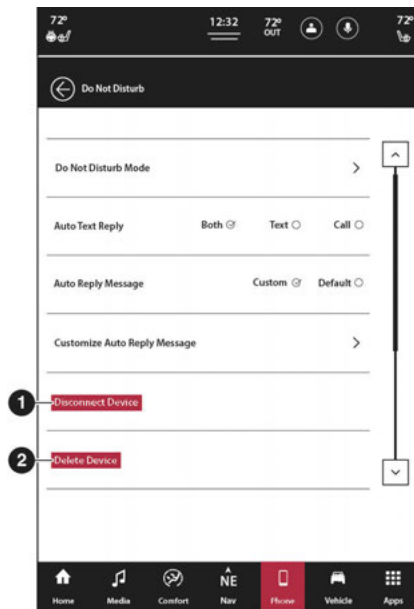 72° 12:32 72° OUT 72°
Do Not Disturb
Do Not Disturb Mode
Auto Text Reply Both Text Call
Auto Reply Message Custom Default
Customize Auto Reply Message
1 Disconnect Device
2 Delete Device
NE
Home Media Comfort Nav Phone Vehicle Apps